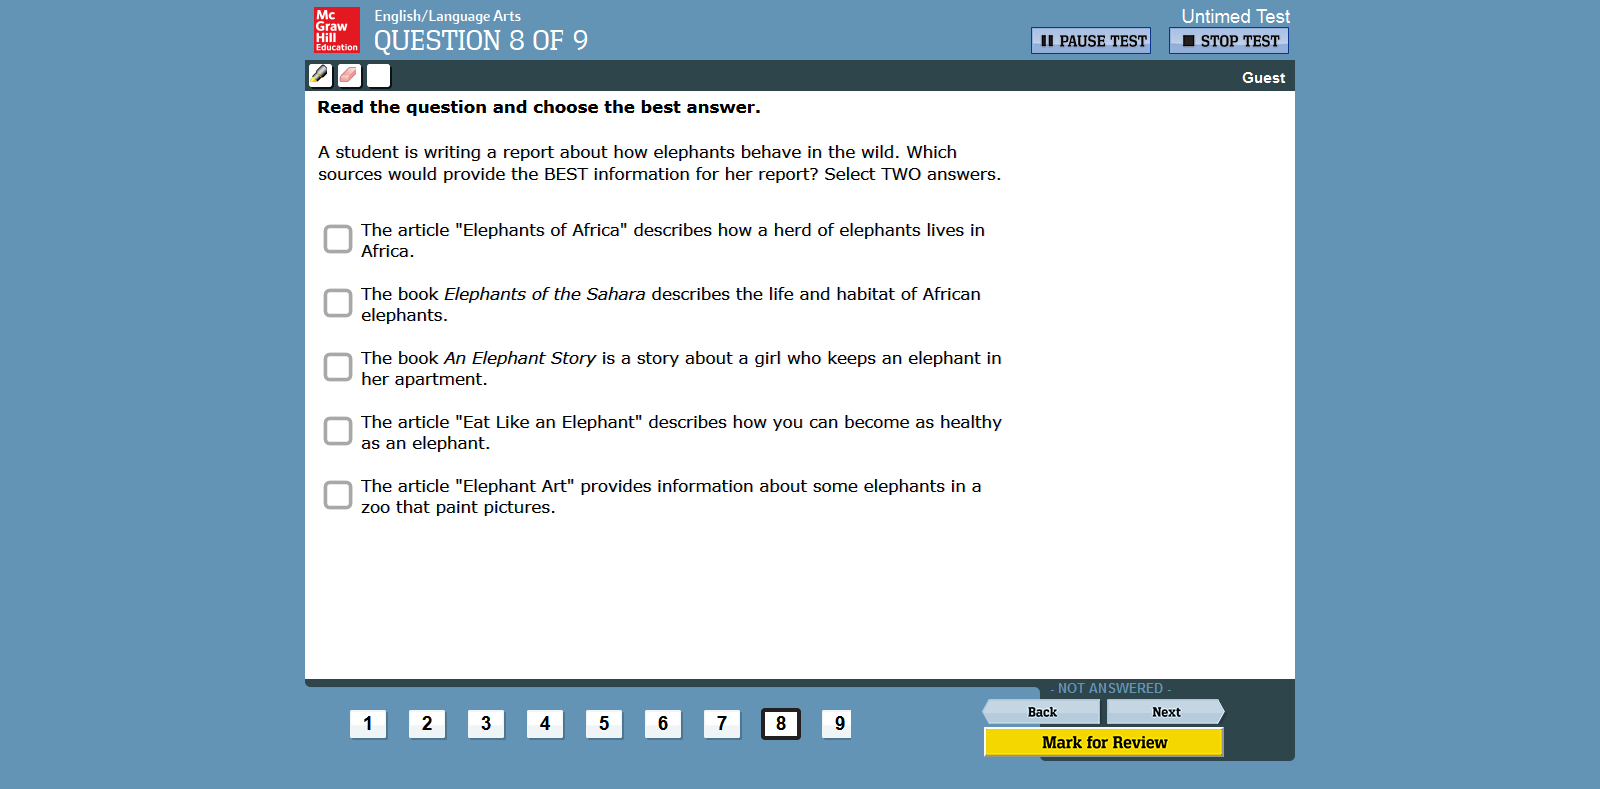 Mc
Graw
Hill
Education
English/Language Arts
QUESTION 8 OF 9
Untimed Test
PAUSE TEST
STOP TEST
Guest
Read the question and choose the best answer.
A student is writing a report about how elephants behave in the wild. Which
sources would provide the BEST information for her report? Select TWO answers.
The article "Elephants of Africa" describes how a herd of elephants lives in
Africa.
The book Elephants of the Sahara describes the life and habitat of African
elephants.
The book An Elephant Story is a story about a girl who keeps an elephant in
her apartment.
The article "Eat Like an Elephant" describes how you can become as healthy
as an elephant.
The article "Elephant Art" provides information about some elephants in a
zoo that paint pictures.
- NOT ANSWERED -
1 2 3 4 5 6 7 8 9
Back Next
Mark for Review